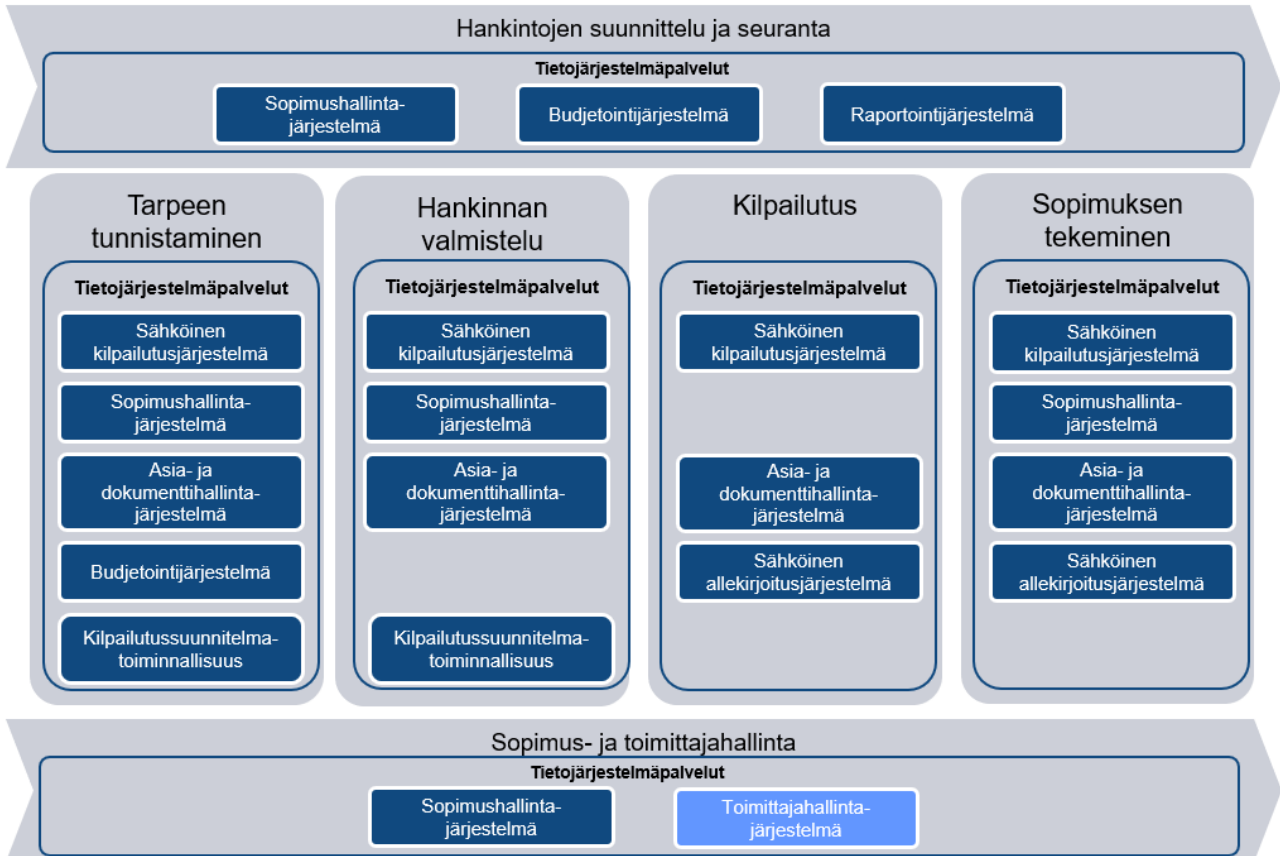 Hankintojen suunnittelu ja seuranta
Tietojärjestelmäpalvelut
Sopimushallinta-
järjestelmä
Budjetointijärjestelmä
Raportointijärjestelmä
Tarpeen
tunnistaminen
Tietojärjestelmäpalvelut
Sähköinen
kilpailutusjärjestelmä
Sopimushallinta-
järjestelmä
Asia- ja
dokumenttihallinta-
järjestelmä
Budjetointijärjestelmä
Kilpailutussuunnitelma-
toiminnallisuus
Hankinnan
valmistelu
Tietojärjestelmäpalvelut
Sähköinen
kilpailutusjärjestelmä
Sopimushallinta-
järjestelmä
Asia- ja
dokumenttihallinta-
järjestelmä
Kilpailutussuunnitelma-
toiminnallisuus
Kilpailutus
Tietojärjestelmäpalvelut
Sähköinen
kilpailutusjärjestelmä
Asia- ja
dokumenttihallinta-
järjestelmä
Sähköinen
allekirjoitusjärjestelmä
Sopimuksen
tekeminen
Tietojärjestelmäpalvelut
Sähköinen
kilpailutusjärjestelmä
Sopimushallinta-
järjestelmä
Asia- ja
dokumenttihallinta-
järjestelmä
Sähköinen
allekirjoitusjärjestelmä
Sopimus- ja toimittajahallinta
Tietojärjestelmäpalvelut
Sopimushallinta-
järjestelmä
Toimittajahallinta-
järjestelmä